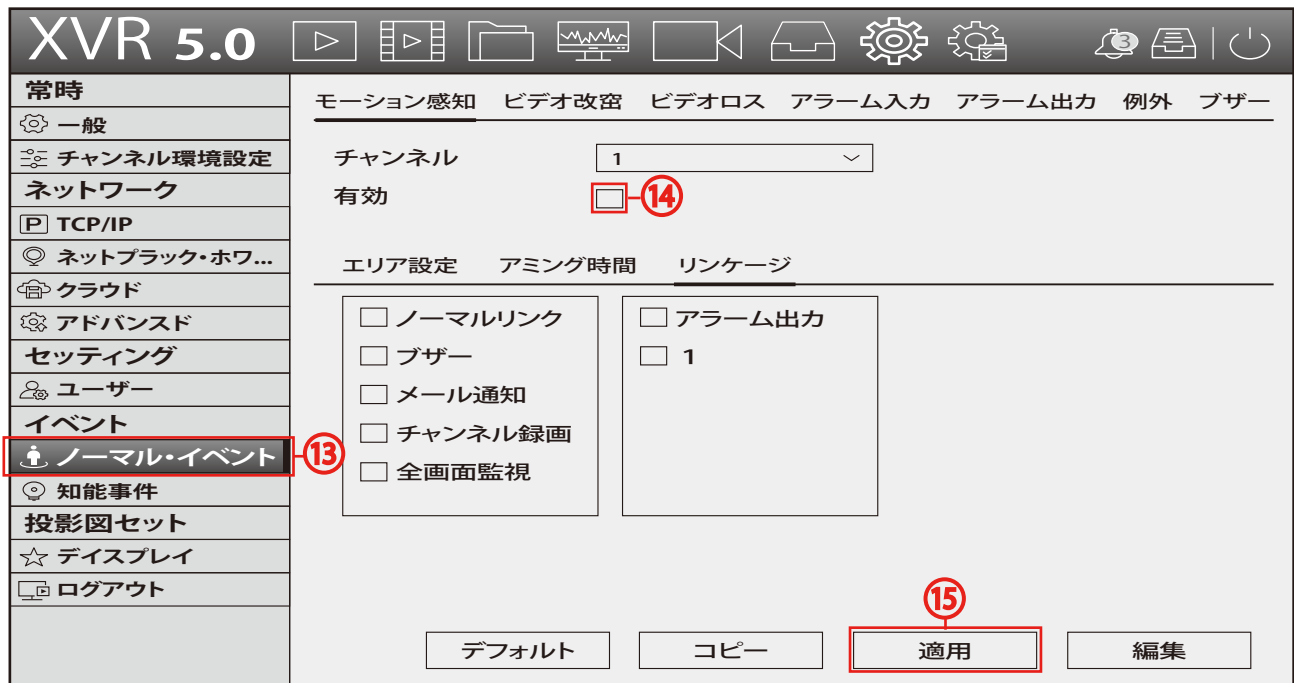 XVR 5.0
3
常時
一般
チャンネル環境設定
ネットワーク
P TCP/IP
ネットプラック・ホワ...
クラウド
アドバンスド
セッティング
ユーザー
イベント
ノーマル・イベント
⑬
知能事件
投影図セット
デイスプレイ
ログアウト
モーション感知 ビデオ改窃 ビデオロス アラーム入力 アラーム出力 例外 ブザー
チャンネル 1
有効
⑭
エリア設定 アミング時間 リンケージ
ノーマルリンク
ブザー
メール通知
チャンネル録画
全画面監視
アラーム出力
1
⑮
デフォルト コピー 適用 編集